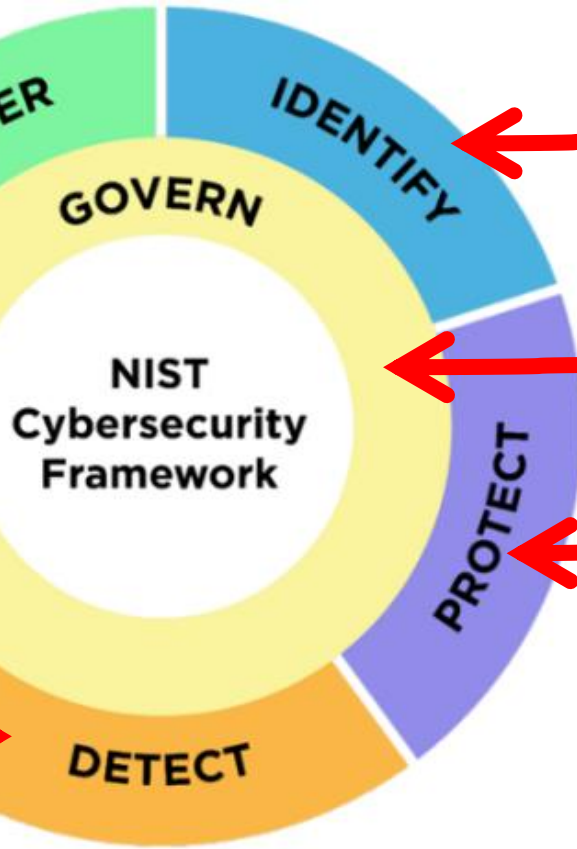 ER
IDENTIFY
GOVERN
NIST
Cybersecurity
Framework
PROTECT
DETECT